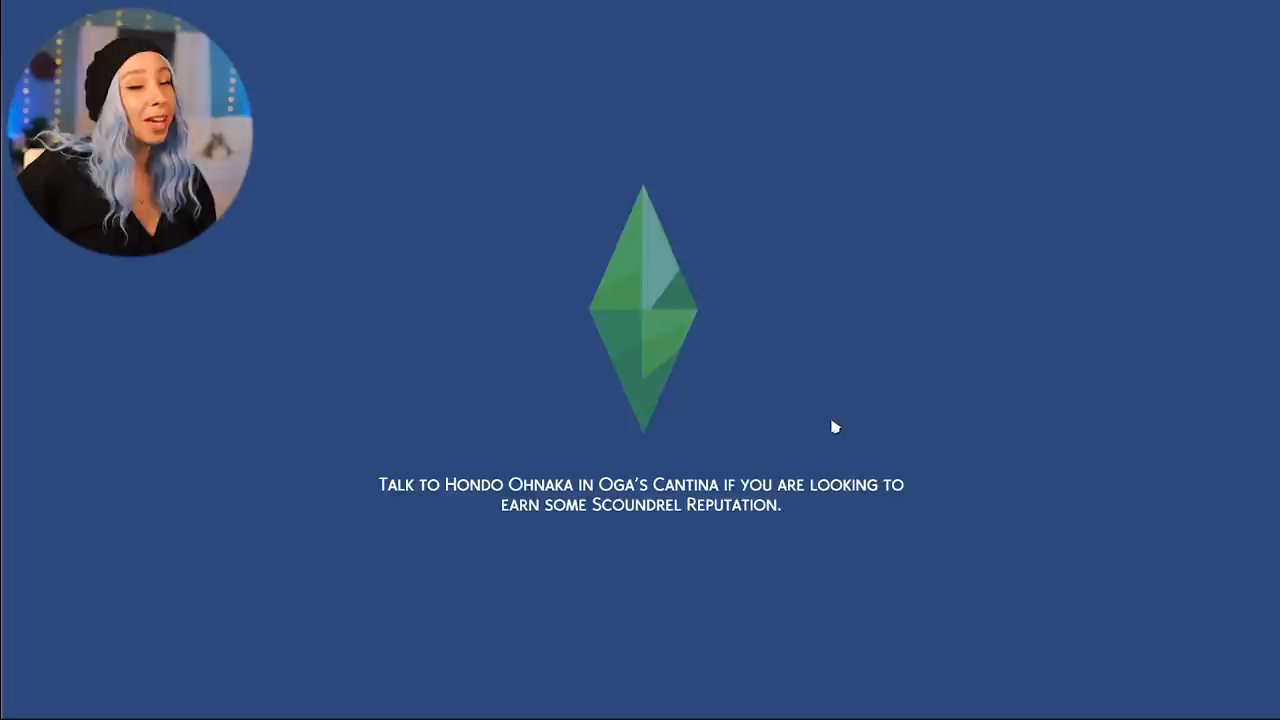 Talk to Hondo Ohnaka in Oga's Cantina if you are looking to
earn some Scoundrel Reputation.